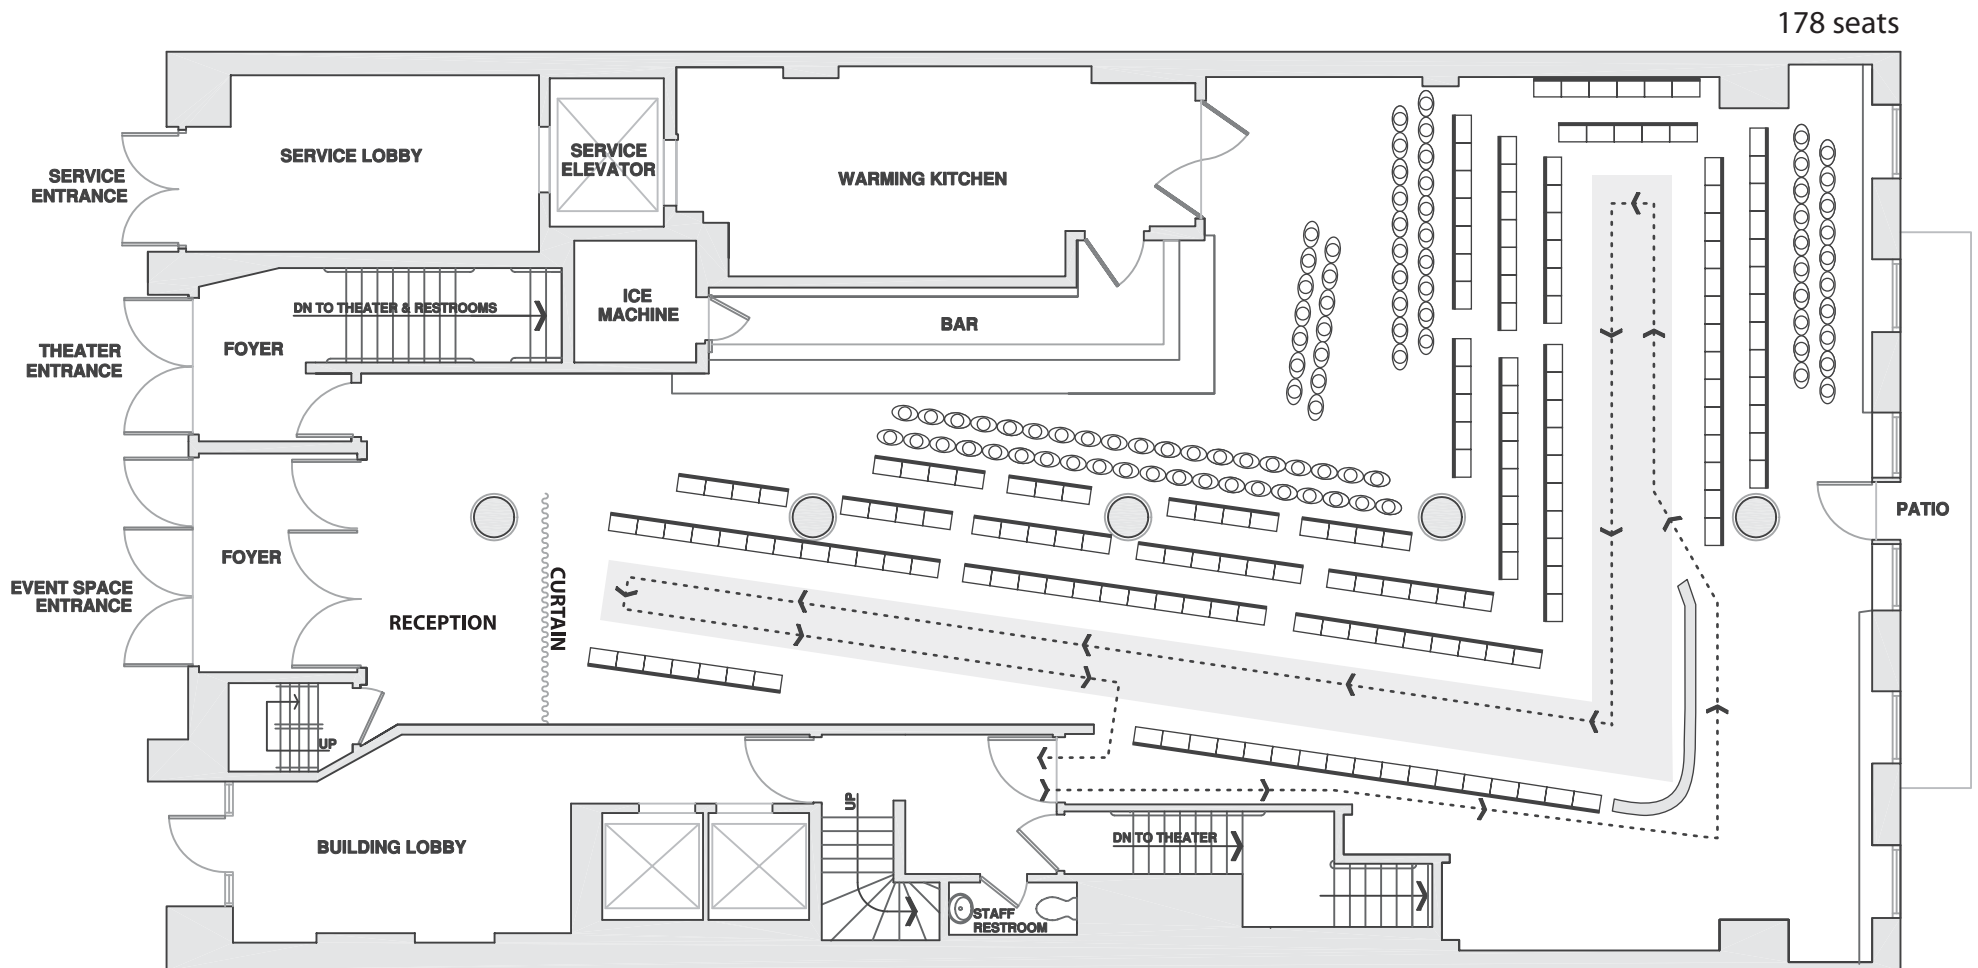 178 seats
SERVICE LOBBY
SERVICE
ELEVATOR
WARMING KITCHEN
SERVICE
ENTRANCE
ICE
MACHINE
DN TO THEATER & RESTROOMS
BAR
FOYER
THEATER
ENTRANCE
PATIO
FOYER
EVENT SPACE
ENTRANCE
RECEPTION
CURTAIN
UP
UP
BUILDING LOBBY
DN TO THEATER
STAFF
RESTROOM